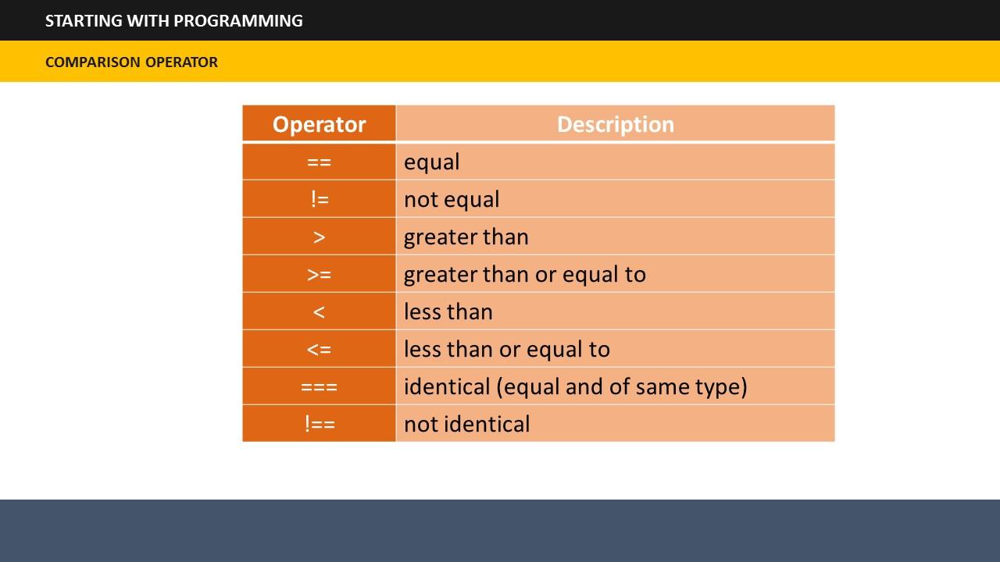 STARTING WITH PROGRAMMING
COMPARISON OPERATOR
Operator Description
== equal
!= not equal
> greater than
>= greater than or equal to
< less than
<= less than or equal to
=== identical (equal and of same type)
!== not identical